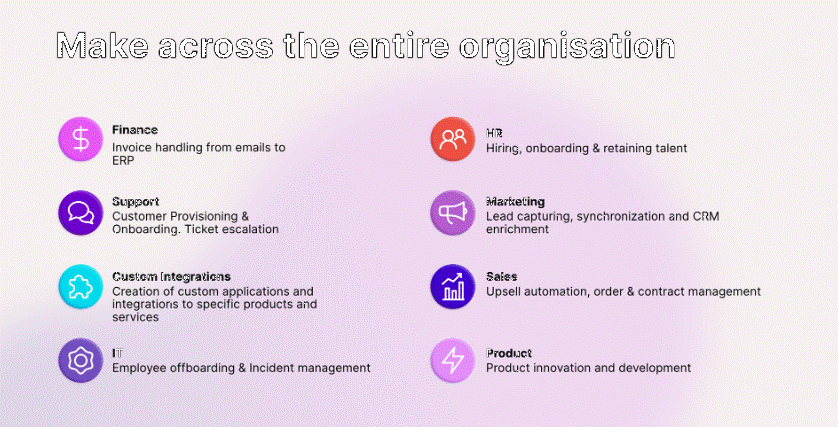 Make across the entire organisation
Finance
Invoice handling from emails to
ERP
HR
Hiring, onboarding & retaining talent
Support
Customer Provisioning &
Onboarding. Ticket escalation
Marketing
Lead capturing, synchronization and CRM
enrichment
Custom Integrations
Creation of custom applications and
integrations to specific products and
services
Sales
Upsell automation, order & contract management
IT
Employee offboarding & Incident management
Product
Product innovation and development